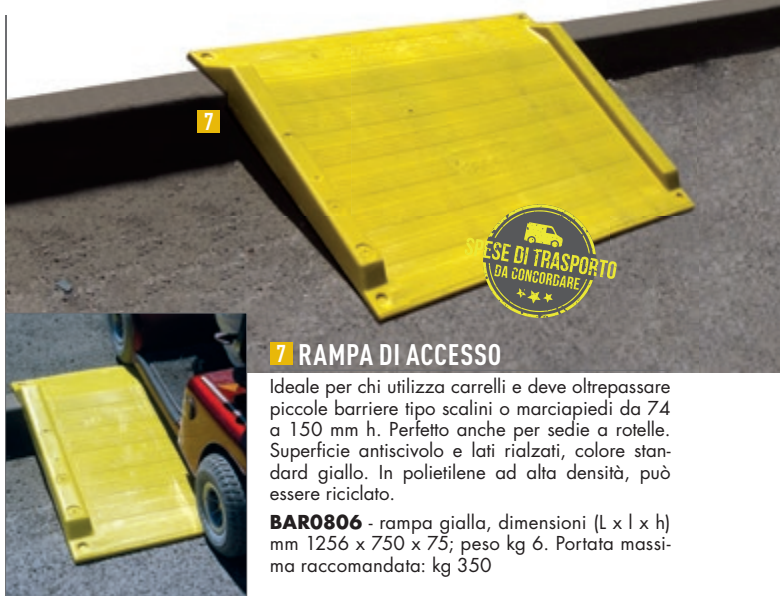 7
SPESE DI TRASPORTO
DA CONCORDARE
7 RAMPA DI ACCESSO
Ideale per chi utilizza carrelli e deve oltrepassare
piccole barriere tipo scalini o marciapiedi da 74
a 150 mm h. Perfetto anche per sedie a rotelle.
Superficie antiscivolo e lati rialzati, colore stan-
dard giallo. In polietilene ad alta densità, può
essere riciclato.
BAR0806 - rampa gialla, dimensioni (L x l x h)
mm 1256 x 750 x 75; peso kg 6. Portata massi-
ma raccomandata: kg 350